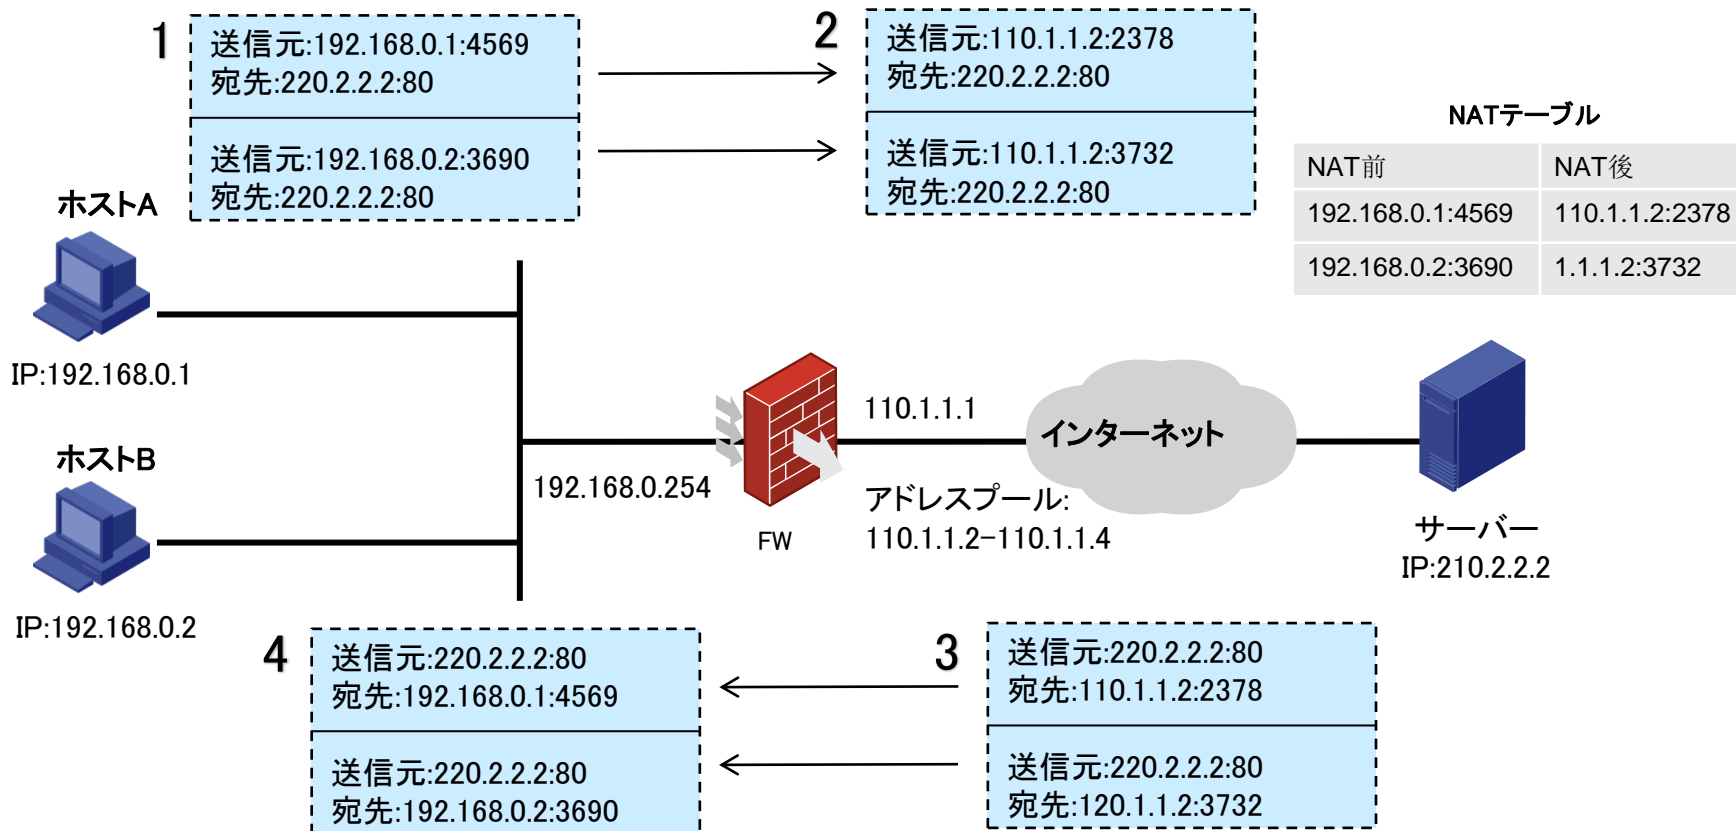 1
送信元:192.168.0.1:4569
宛先:220.2.2.2:80
送信元:192.168.0.2:3690
宛先:220.2.2.2:80
2
送信元:110.1.1.2:2378
宛先:220.2.2.2:80
送信元:110.1.1.2:3732
宛先:220.2.2.2:80
NATテーブル
NAT前 NAT後
192.168.0.1:4569 110.1.1.2:2378
192.168.0.2:3690 1.1.1.2:3732
ホストA
IP:192.168.0.1
ホストB
IP:192.168.0.2
192.168.0.254
FW
110.1.1.1
アドレスプール:
110.1.1.2-110.1.1.4
インターネット
サーバー
IP:210.2.2.2
4
送信元:220.2.2.2:80
宛先:192.168.0.1:4569
送信元:220.2.2.2:80
宛先:192.168.0.2:3690
3
送信元:220.2.2.2:80
宛先:110.1.1.2:2378
送信元:220.2.2.2:80
宛先:120.1.1.2:3732